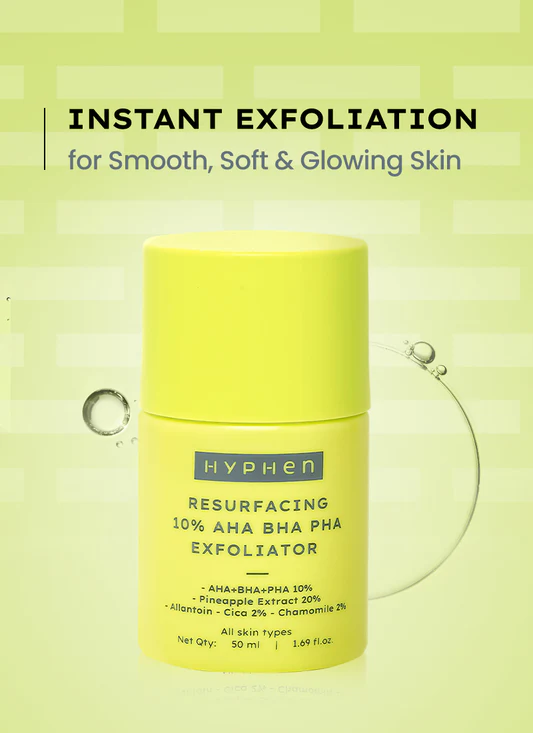 INSTANT EXFOLIATION
for Smooth, Soft & Glowing Skin
HYPHEN
RESURFACING
10% AHA BHA PHA
EXFOLIATOR
- AHA+BHA+PHA 10%
- Pineapple Extract 20%
- Allantoin - Cica 2% - Chamomile 2%
All skin types
Net Qty: 50 ml | 1.69 fl.oz.